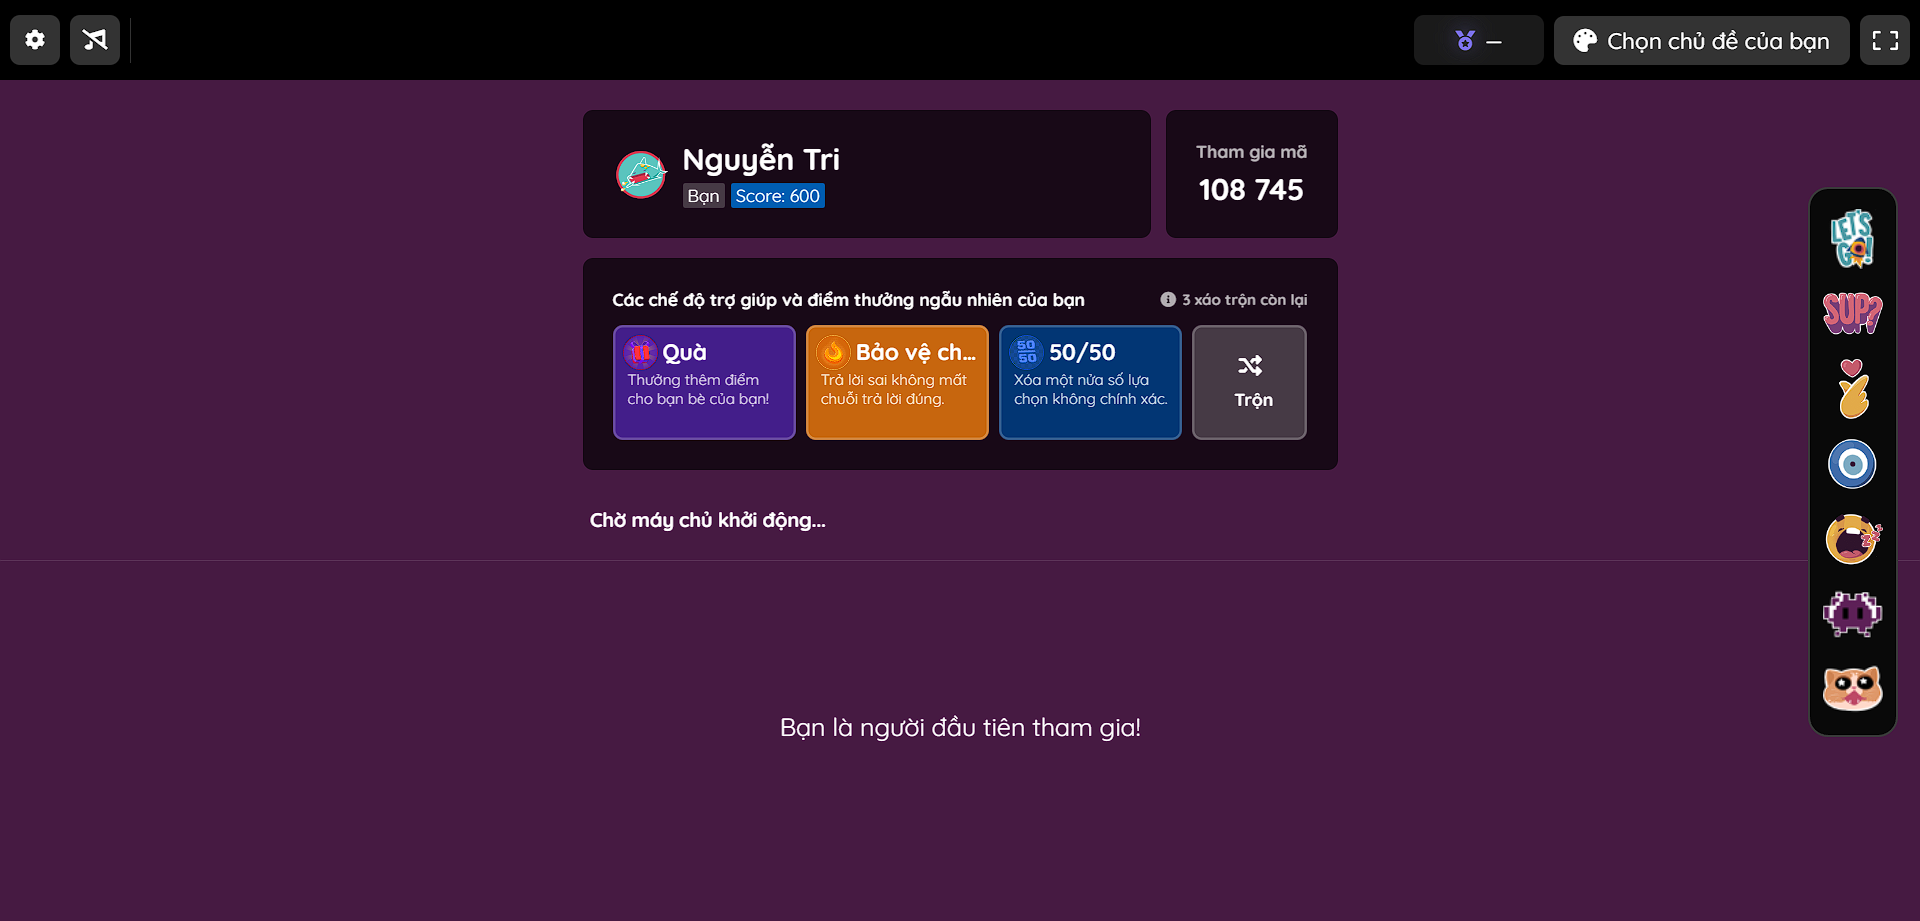 –
Chọn chủ đề của bạn
Nguyễn Tri
Bạn
Score: 600
Tham gia mã
108 745
Các chế độ trợ giúp và điểm thưởng ngẫu nhiên của bạn
3 xáo trộn còn lại
Quà
Thưởng thêm điểm
cho bạn bè của bạn!
Bảo vệ ch...
Trả lời sai không mất
chuỗi trả lời đúng.
50
50
50/50
Xóa một nửa số lựa
chọn không chính xác.
Trộn
Chờ máy chủ khởi động...
Bạn là người đầu tiên tham gia!
LET'S
GO!
SUP?
zzz